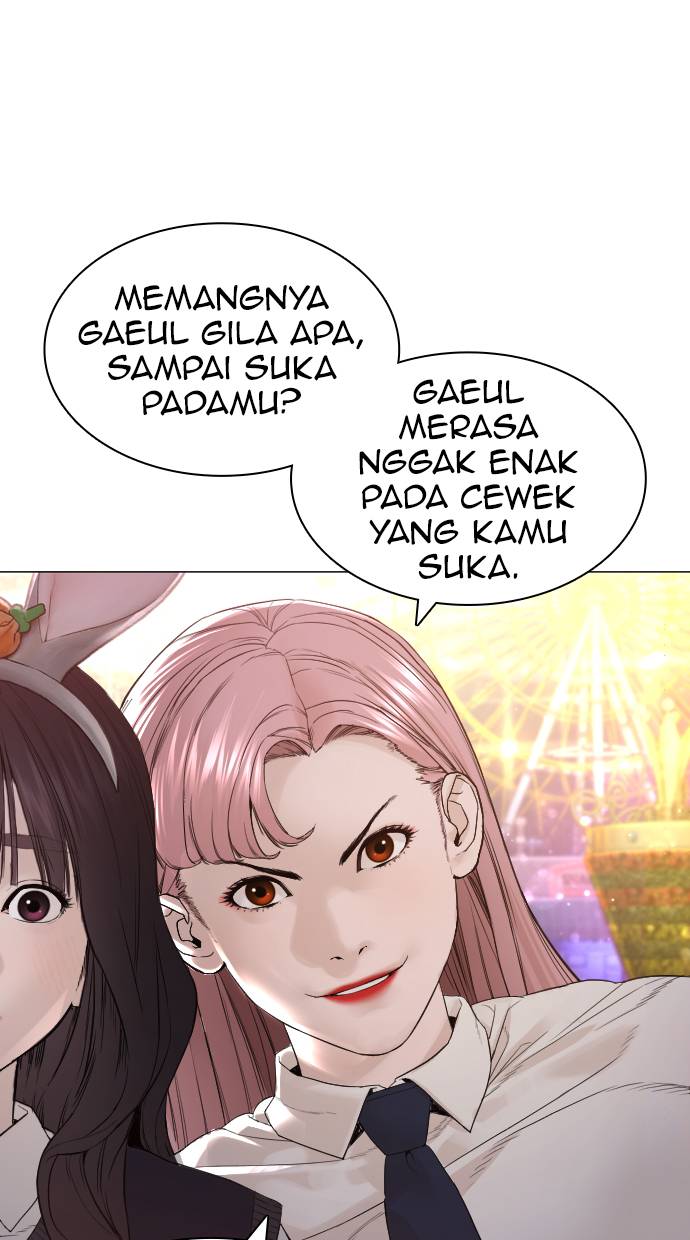 MEMANGNYA
GAEUL GILA APA,
SAMPAI SUKA
PADAMU?
GAEUL
MERASA
NGGAK ENAK
PADA CEWEK
YANG KAMU
SUKA.